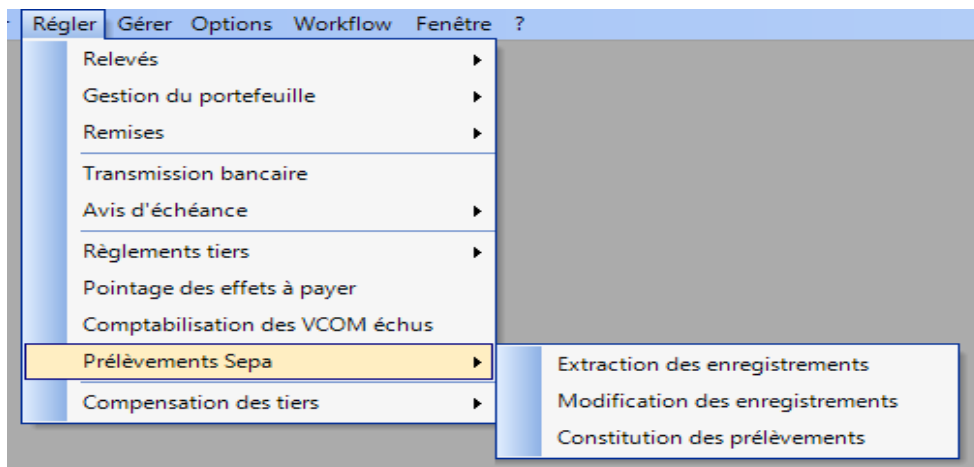 Régler Gérer Options Workflow Fenêtre ?
Relevés
Gestion du portefeuille
Remises
Transmission bancaire
Avis d'échéance
Règlements tiers
Pointage des effets à payer
Comptabilisation des VCOM échus
Prélèvements Sepa
Extraction des enregistrements
Compensation des tiers
Modification des enregistrements
Constitution des prélèvements